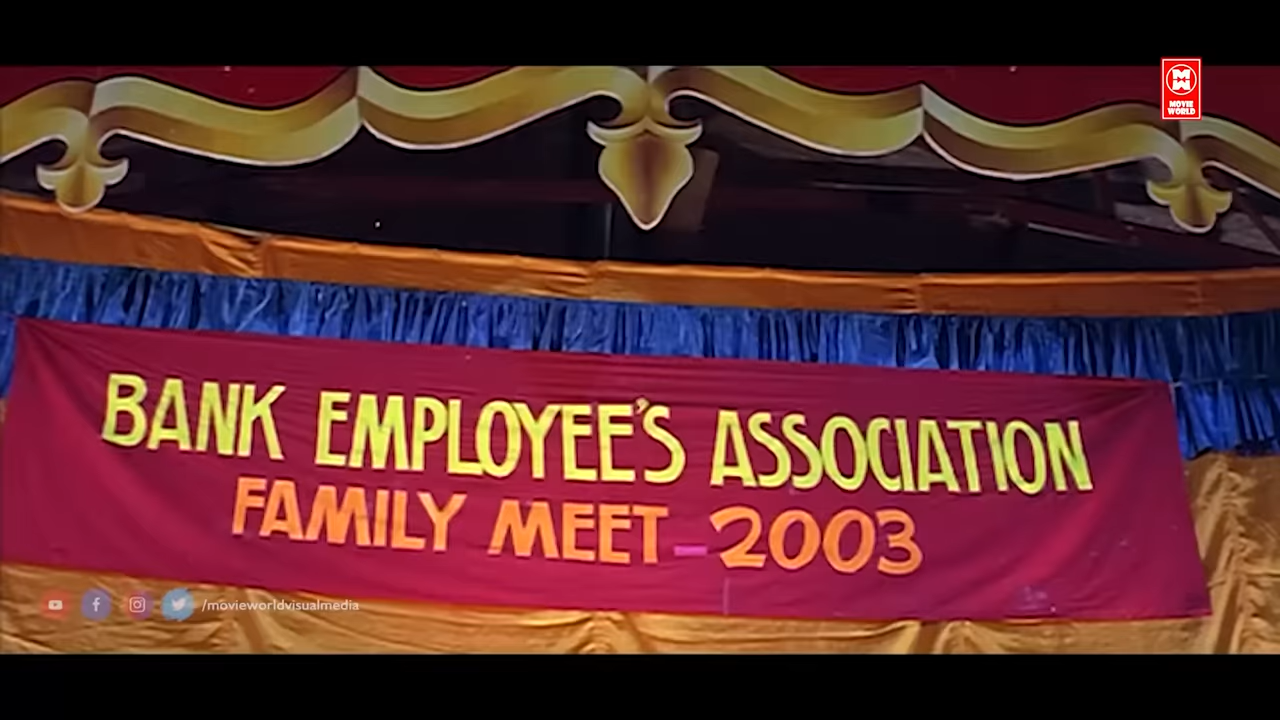 MOVIE
WORLD
BANK EMPLOYEE'S ASSOCIATION
FAMILY MEET - 2003
/movieworldvisualmedia